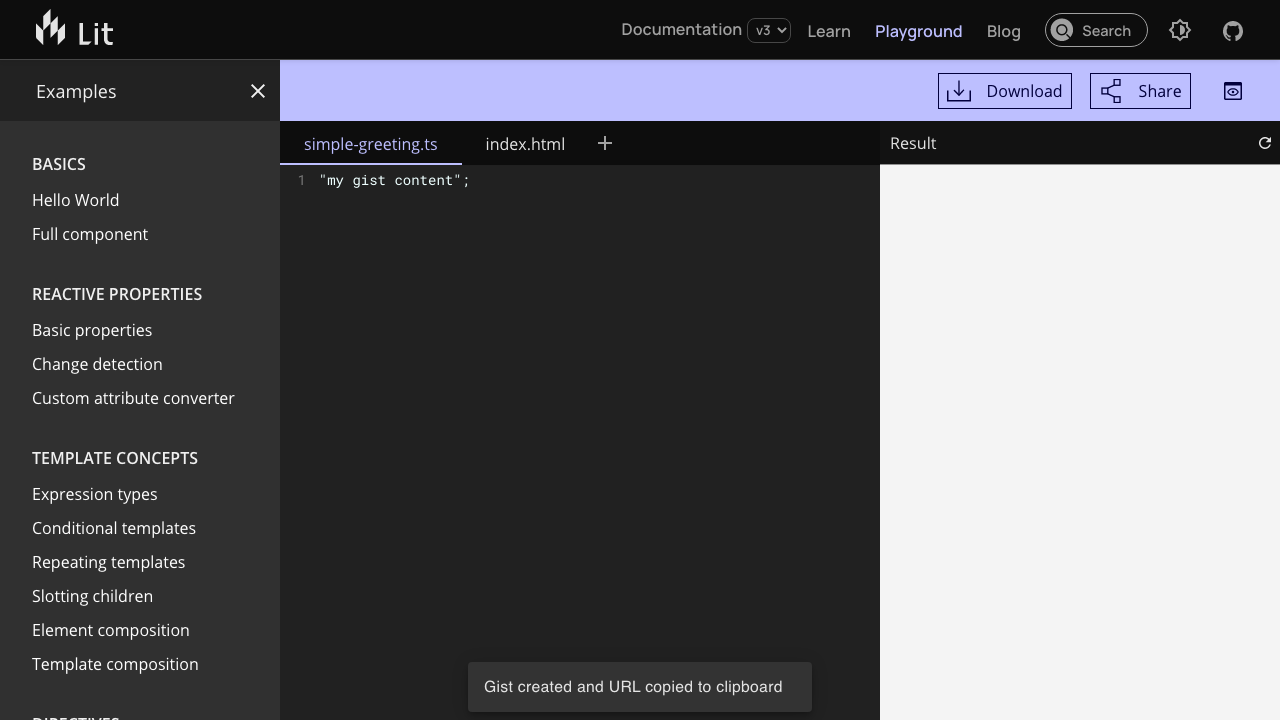 Lit
Documentation v3 Learn Playground Blog Search
Examples
Download Share
simple-greeting.ts index.html
Result
1 "my gist content";
BASICS
Hello World
Full component
REACTIVE PROPERTIES
Basic properties
Change detection
Custom attribute converter
TEMPLATE CONCEPTS
Expression types
Conditional templates
Repeating templates
Slotting children
Element composition
Template composition
DIRECTIVES
Gist created and URL copied to clipboard